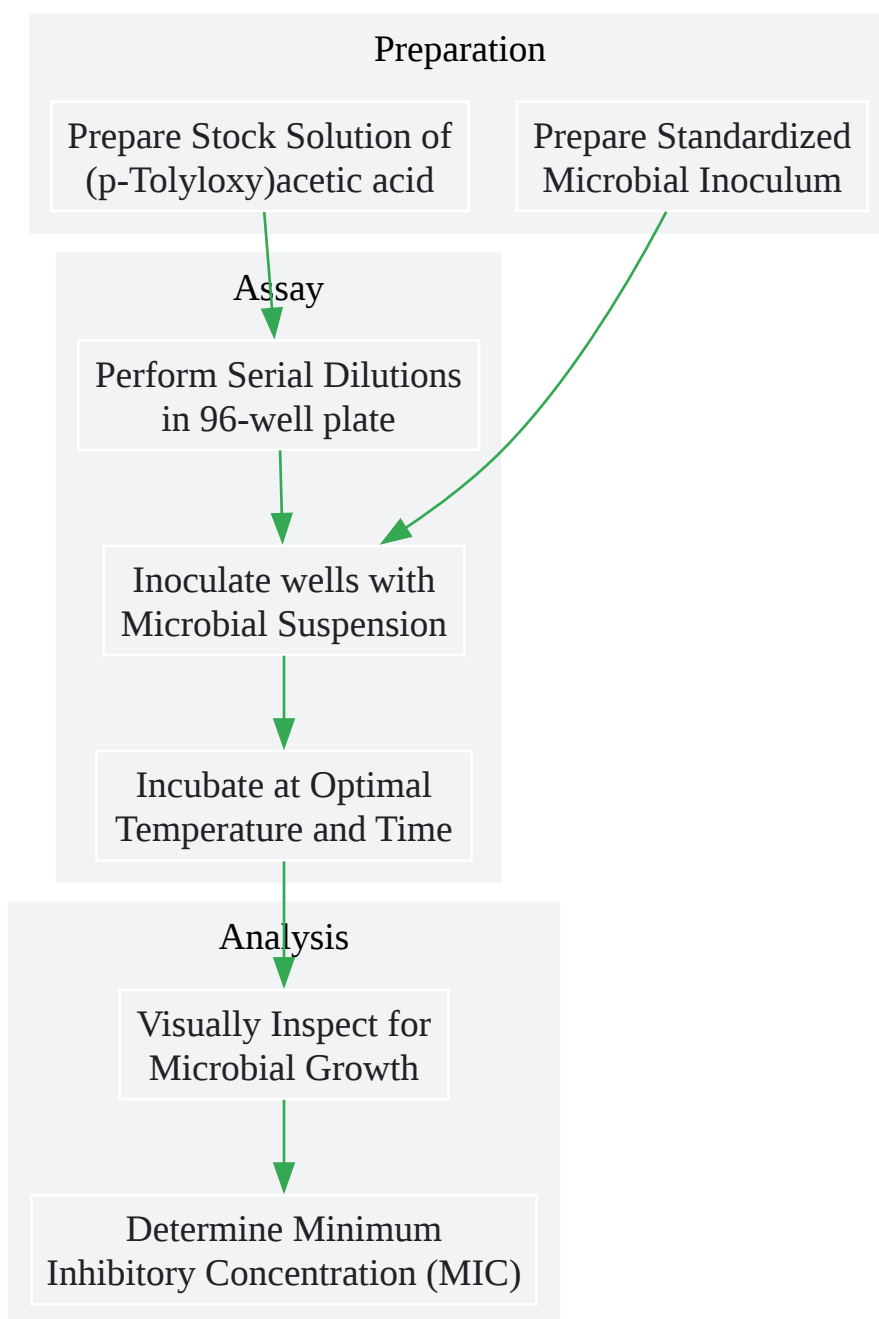 Preparation
Prepare Stock Solution of
(p-Tolyloxy)acetic acid
Prepare Standardized
Microbial Inoculum
Assay
Perform Serial Dilutions
in 96-well plate
Inoculate wells with
Microbial Suspension
Incubate at Optimal
Temperature and Time
Analysis
Visually Inspect for
Microbial Growth
Determine Minimum
Inhibitory Concentration (MIC)